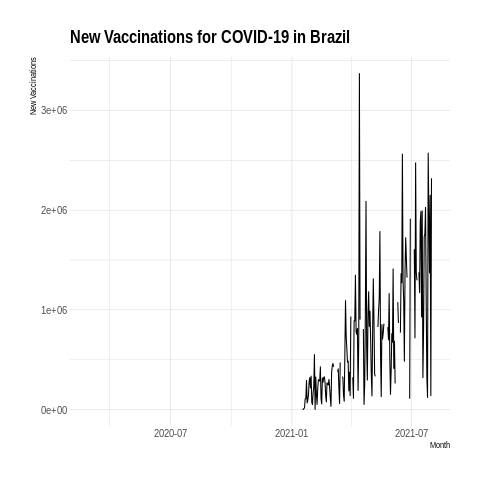 New Vaccinations for COVID-19 in Brazil
New Vaccinations
3e+06
2e+06
1e+06
0e+00
2020-07
2021-01
2021-07
Month